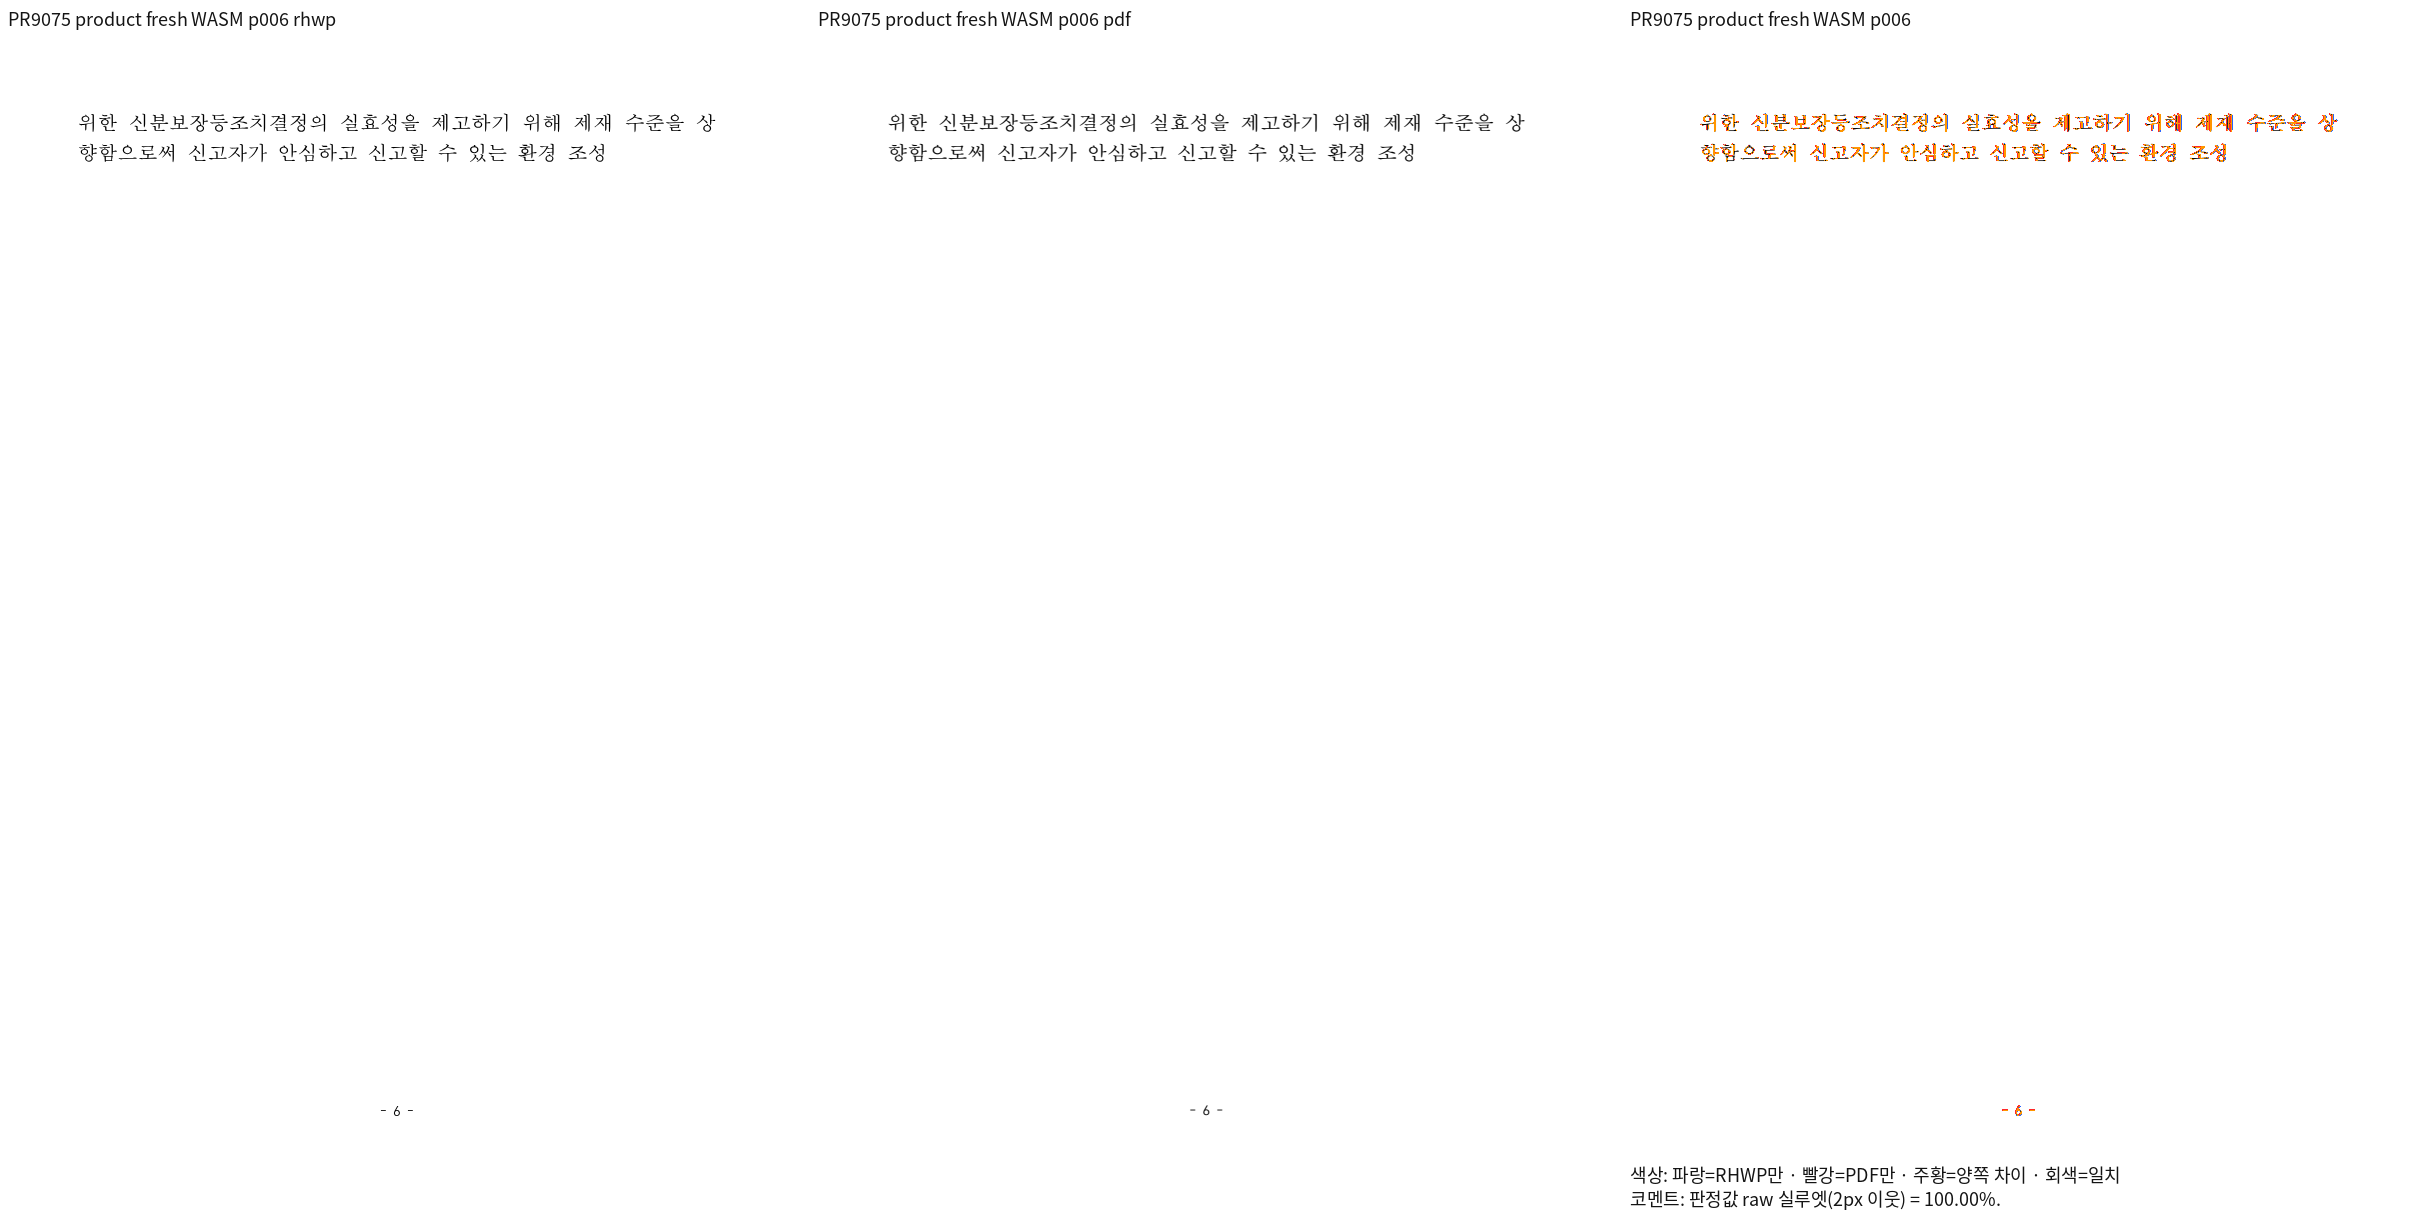 PR9075 product fresh WASM p006 rhwp
위한 신분보장등조치결정의 실효성을 제고하기 위해 제재 수준을 상
향함으로써 신고자가 안심하고 신고할 수 있는 환경 조성
- 6 -
PR9075 product fresh WASM p006 pdf
위한 신분보장등조치결정의 실효성을 제고하기 위해 제재 수준을 상
향함으로써 신고자가 안심하고 신고할 수 있는 환경 조성
- 6 -
PR9075 product fresh WASM p006
위한 신분보장등조치결정의 실효성을 제고하기 위해 제재 수준을 상
향함으로써 신고자가 안심하고 신고할 수 있는 환경 조성
- 6 -
색상: 파랑=RHWP만 · 빨강=PDF만 · 주황=양쪽 차이 · 회색=일치
코멘트: 판정값 raw 실루엣(2px 이웃) = 100.00%.